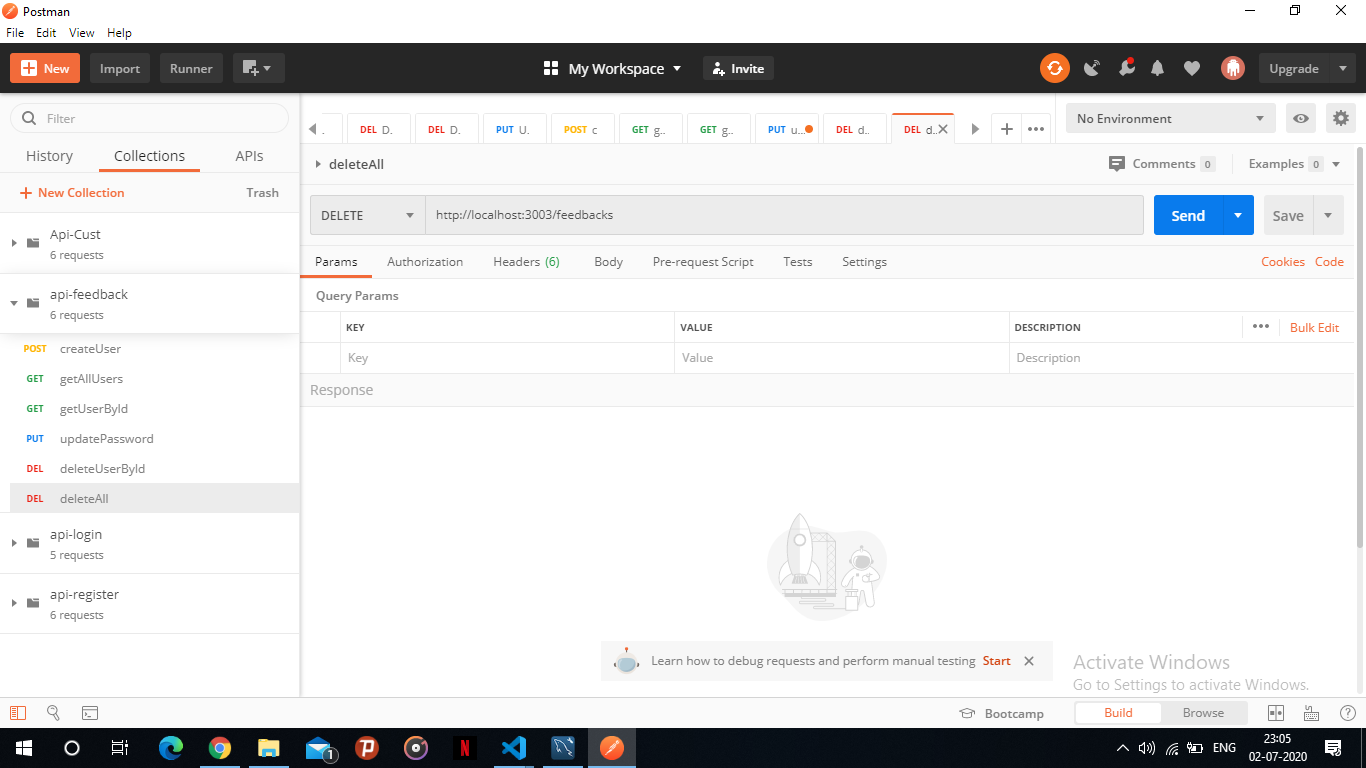 Postman
File Edit View Help
New Import Runner My Workspace Invite Upgrade
Filter
History Collections APIs
New Collection Trash
Api-Cust
6 requests
api-feedback
6 requests
POST createUser
GET getAllUsers
GET getUserById
PUT updatePassword
DEL deleteUserById
DEL deleteAll
api-login
5 requests
api-register
6 requests
. DEL D. DEL D. PUT U. POST c GET g.. GET g.. PUT u... DEL d.. DEL d.. No Environment
deleteAll Comments 0 Examples 0
DELETE http://localhost:3003/feedbacks Send Save
Params Authorization Headers (6) Body Pre-request Script Tests Settings Cookies Code
Query Params
KEY VALUE DESCRIPTION Bulk Edit
Key Value Description
Response
Learn how to debug requests and perform manual testing Start
Activate Windows
Go to Settings to activate Windows.
Bootcamp Build Browse
1 N ENG 23:05
02-07-2020